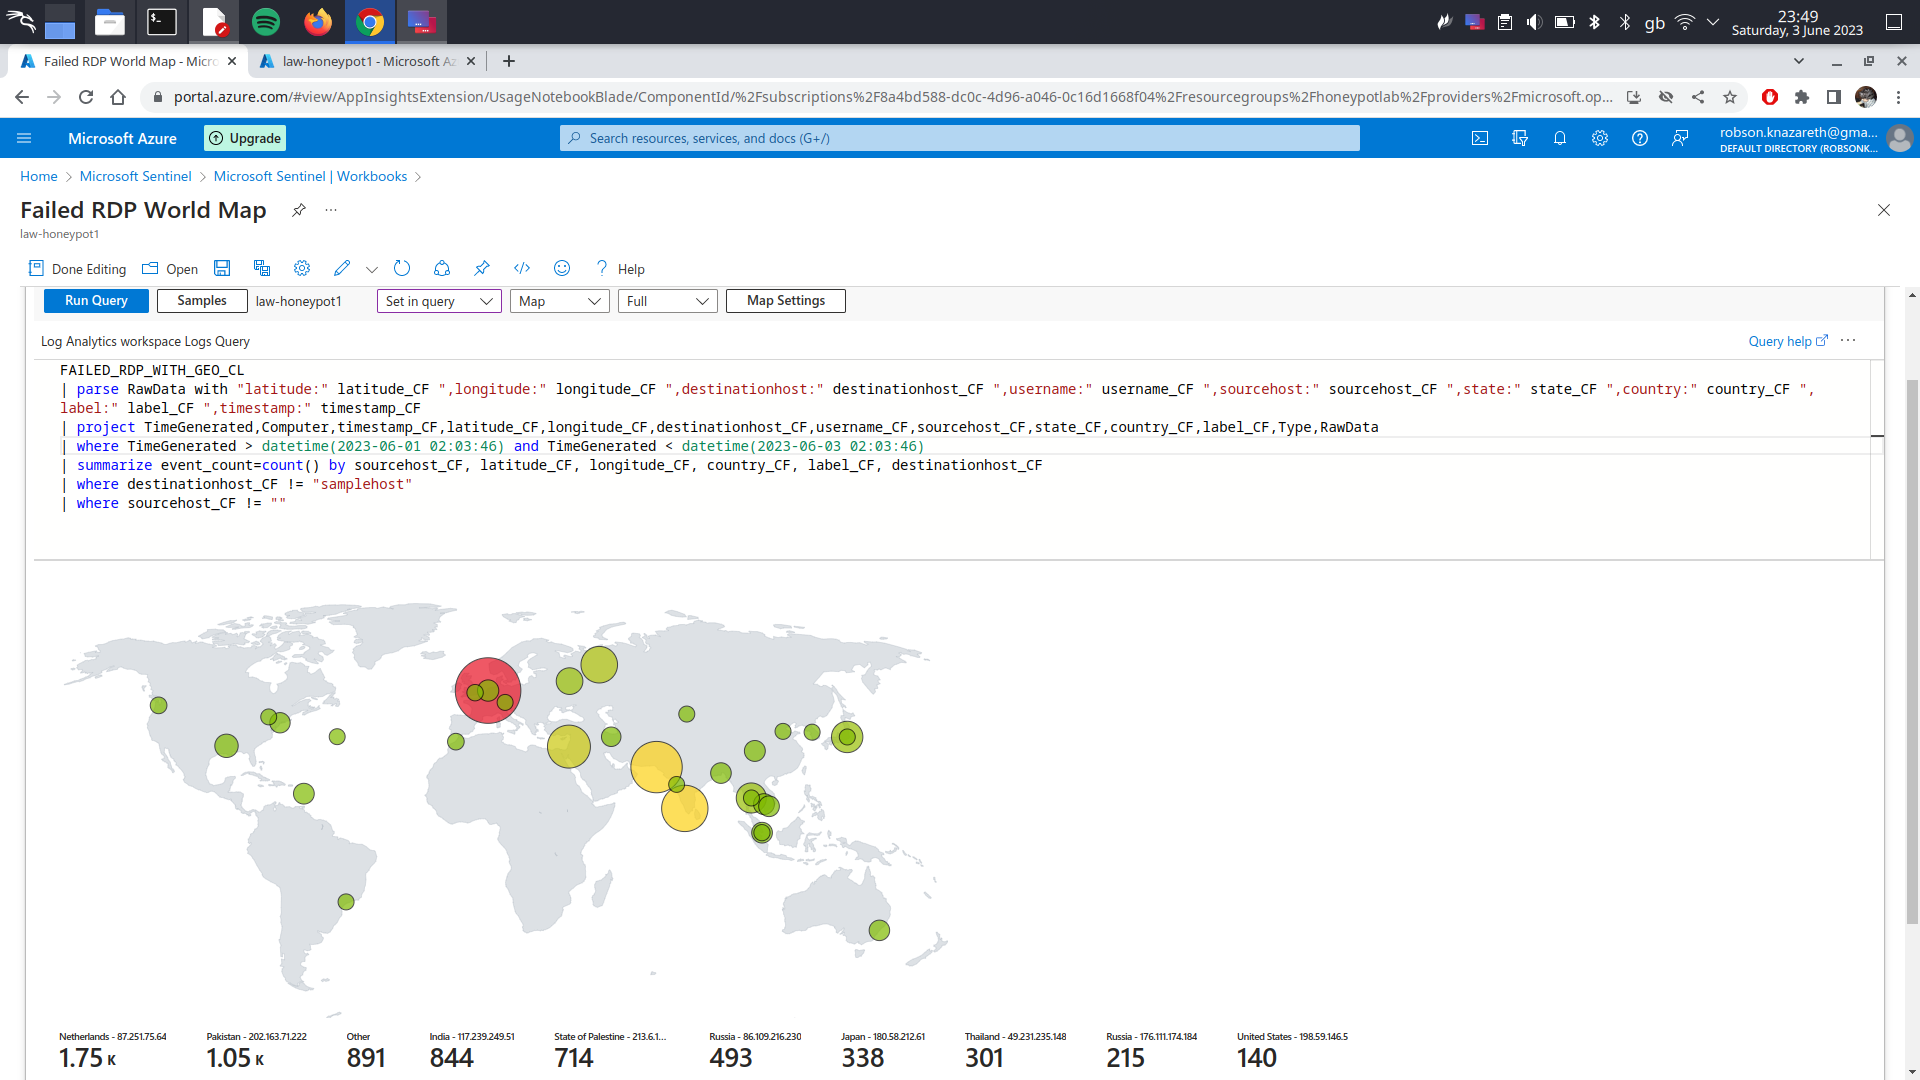 gb
23:49
Saturday, 3 June 2023
Failed RDP World Map - Micro
law-honeypot1 - Microsoft Az
portal.azure.com/#view/AppInsightsExtension/UsageNotebookBlade/ComponentId/%2Fsubscriptions%2F8a4bd588-dc0c-4d96-a046-0c16d1668f04%2Fresourcegroups%2Fhoneypotlab%2Fproviders%2Fmicrosoft.op...
Microsoft Azure
Upgrade
Search resources, services, and docs (G+/)
robson.knazareth@gma...
DEFAULT DIRECTORY (ROBSONK...
Home > Microsoft Sentinel > Microsoft Sentinel | Workbooks >
Failed RDP World Map
...
law-honeypot1
Done Editing Open Help
Run Query Samples law-honeypot1 Set in query Map Full Map Settings
Log Analytics workspace Logs Query
Query help ...
FAILED_RDP_WITH_GEO_CL
| parse RawData with "latitude:" latitude_CF ",longitude:" longitude_CF ",destinationhost:" destinationhost_CF ",username:" username_CF ",sourcehost:" sourcehost_CF ",state:" state_CF ",country:" country_CF ",
label:" label_CF ",timestamp:" timestamp_CF
| project TimeGenerated,Computer,timestamp_CF,latitude_CF,longitude_CF,destinationhost_CF,username_CF,sourcehost_CF,state_CF,country_CF,label_CF,Type,RawData
| where TimeGenerated > datetime(2023-06-01 02:03:46) and TimeGenerated < datetime(2023-06-03 02:03:46)
| summarize event_count=count() by sourcehost_CF, latitude_CF, longitude_CF, country_CF, label_CF, destinationhost_CF
| where destinationhost_CF != "samplehost"
| where sourcehost_CF != ""
Netherlands - 87.251.75.64
1.75 K
Pakistan - 202.163.71.222
1.05 K
Other
891
India - 117.239.249.51
844
State of Palestine - 213.6.1...
714
Russia - 86.109.216.230
493
Japan - 180.58.212.61
338
Thailand - 49.231.235.148
301
Russia - 176.111.174.184
215
United States - 198.59.146.5
140